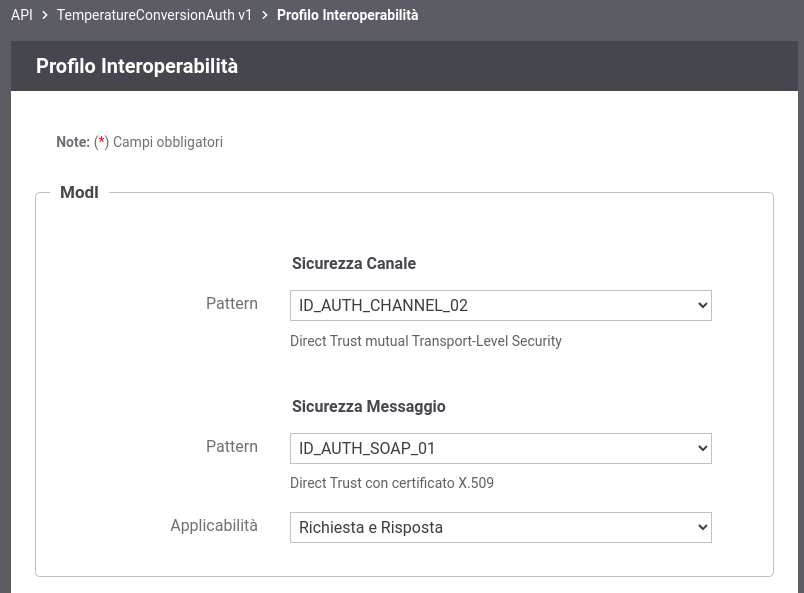 API > TemperatureConversionAuth v1 > Profilo Interoperabilità
Profilo Interoperabilità
Note: (*) Campi obbligatori
ModI
Sicurezza Canale
Pattern ID_AUTH_CHANNEL_02
Direct Trust mutual Transport-Level Security
Sicurezza Messaggio
Pattern ID_AUTH_SOAP_01
Direct Trust con certificato X.509
Applicabilità Richiesta e Risposta